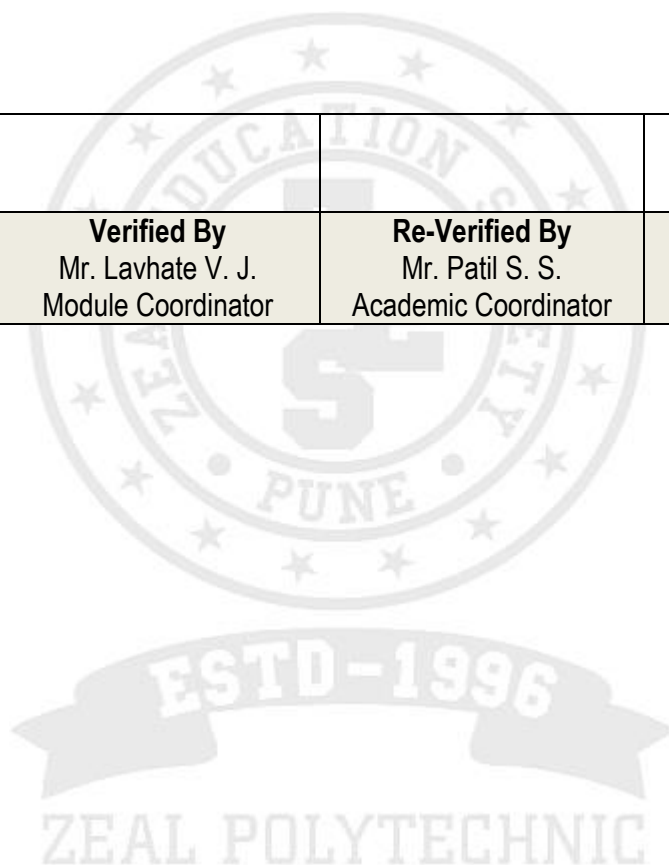 Verified By
Mr. Lavhate V. J.
Module Coordinator
Re-Verified By
Mr. Patil S. S.
Academic Coordinator
ZEAL EDUCATION SOCIETY
• PUNE •
ESTD-1996
ZEAL POLYTECHNIC